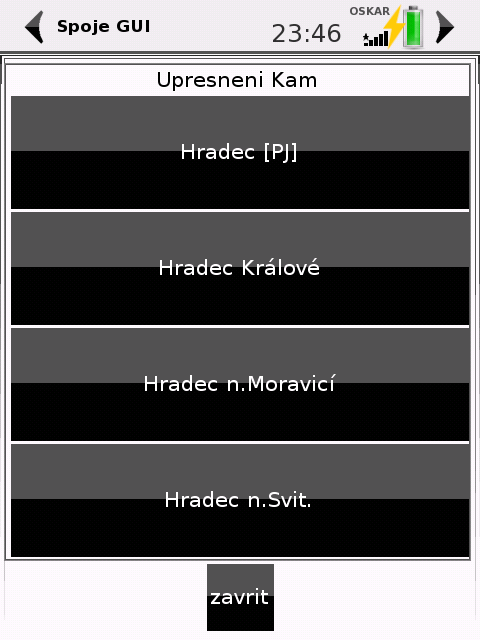 Spoje GUI
23:46
OSKAR
Upresneni Kam
Hradec [PJ]
Hradec Králové
Hradec n.Moravicí
Hradec n.Svit.
zavrit